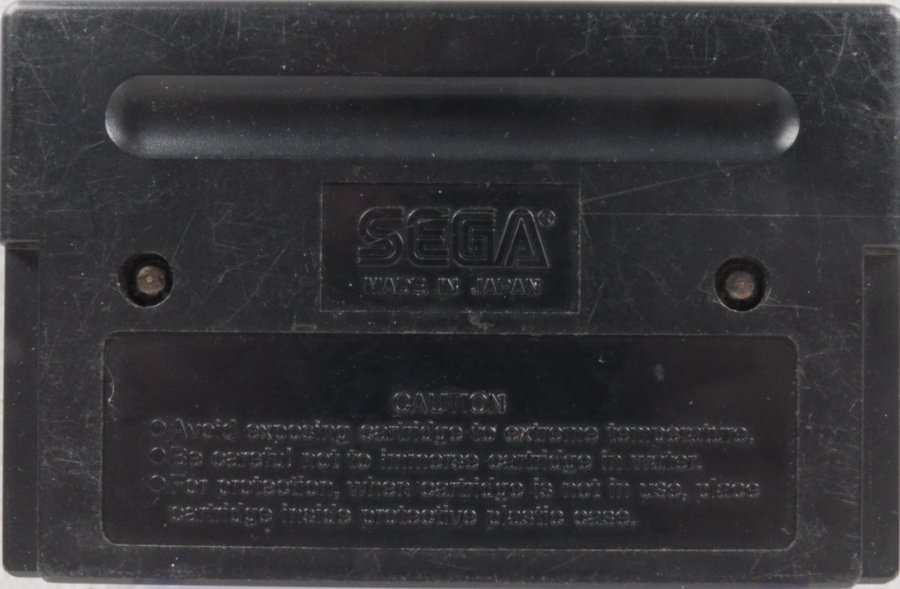 SEGA®
MADE IN JAPAN
CAUTION
○Avoid exposing cartridge to extreme temperature.
○Be careful not to immerse cartridge in water.
○For protection, when cartridge is not in use, place
cartridge inside protective plastic case.